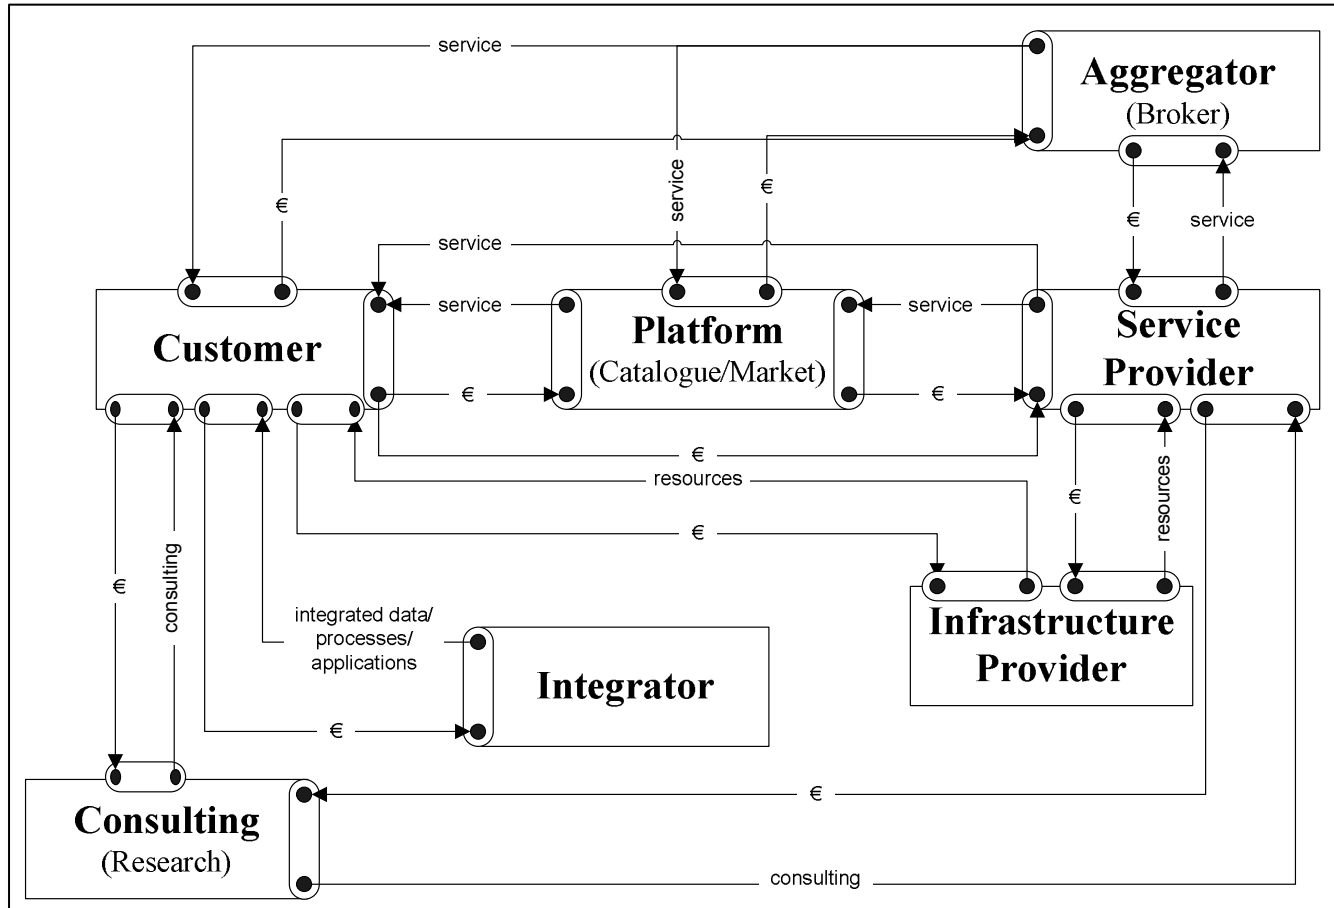 service
Aggregator
(Broker)
service
€
€
€
service
service
service
service
Customer
Platform
(Catalogue/Market)
Service
Provider
€
€
€
resources
€
resources
€
€
consulting
integrated data/
processes/
applications
Infrastructure
Provider
Integrator
€
€
Consulting
(Research)
consulting